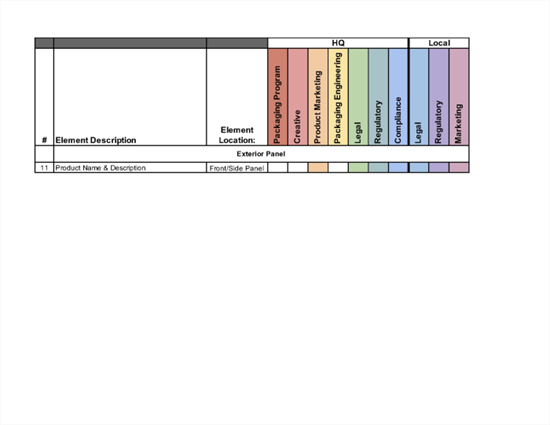 HQ
Local
# Element Description
Element
Location:
Packaging Program
Creative
Product Marketing
Packaging Engineering
Legal
Regulatory
Compliance
Legal
Regulatory
Marketing
Exterior Panel
11 Product Name & Description Front/Side Panel